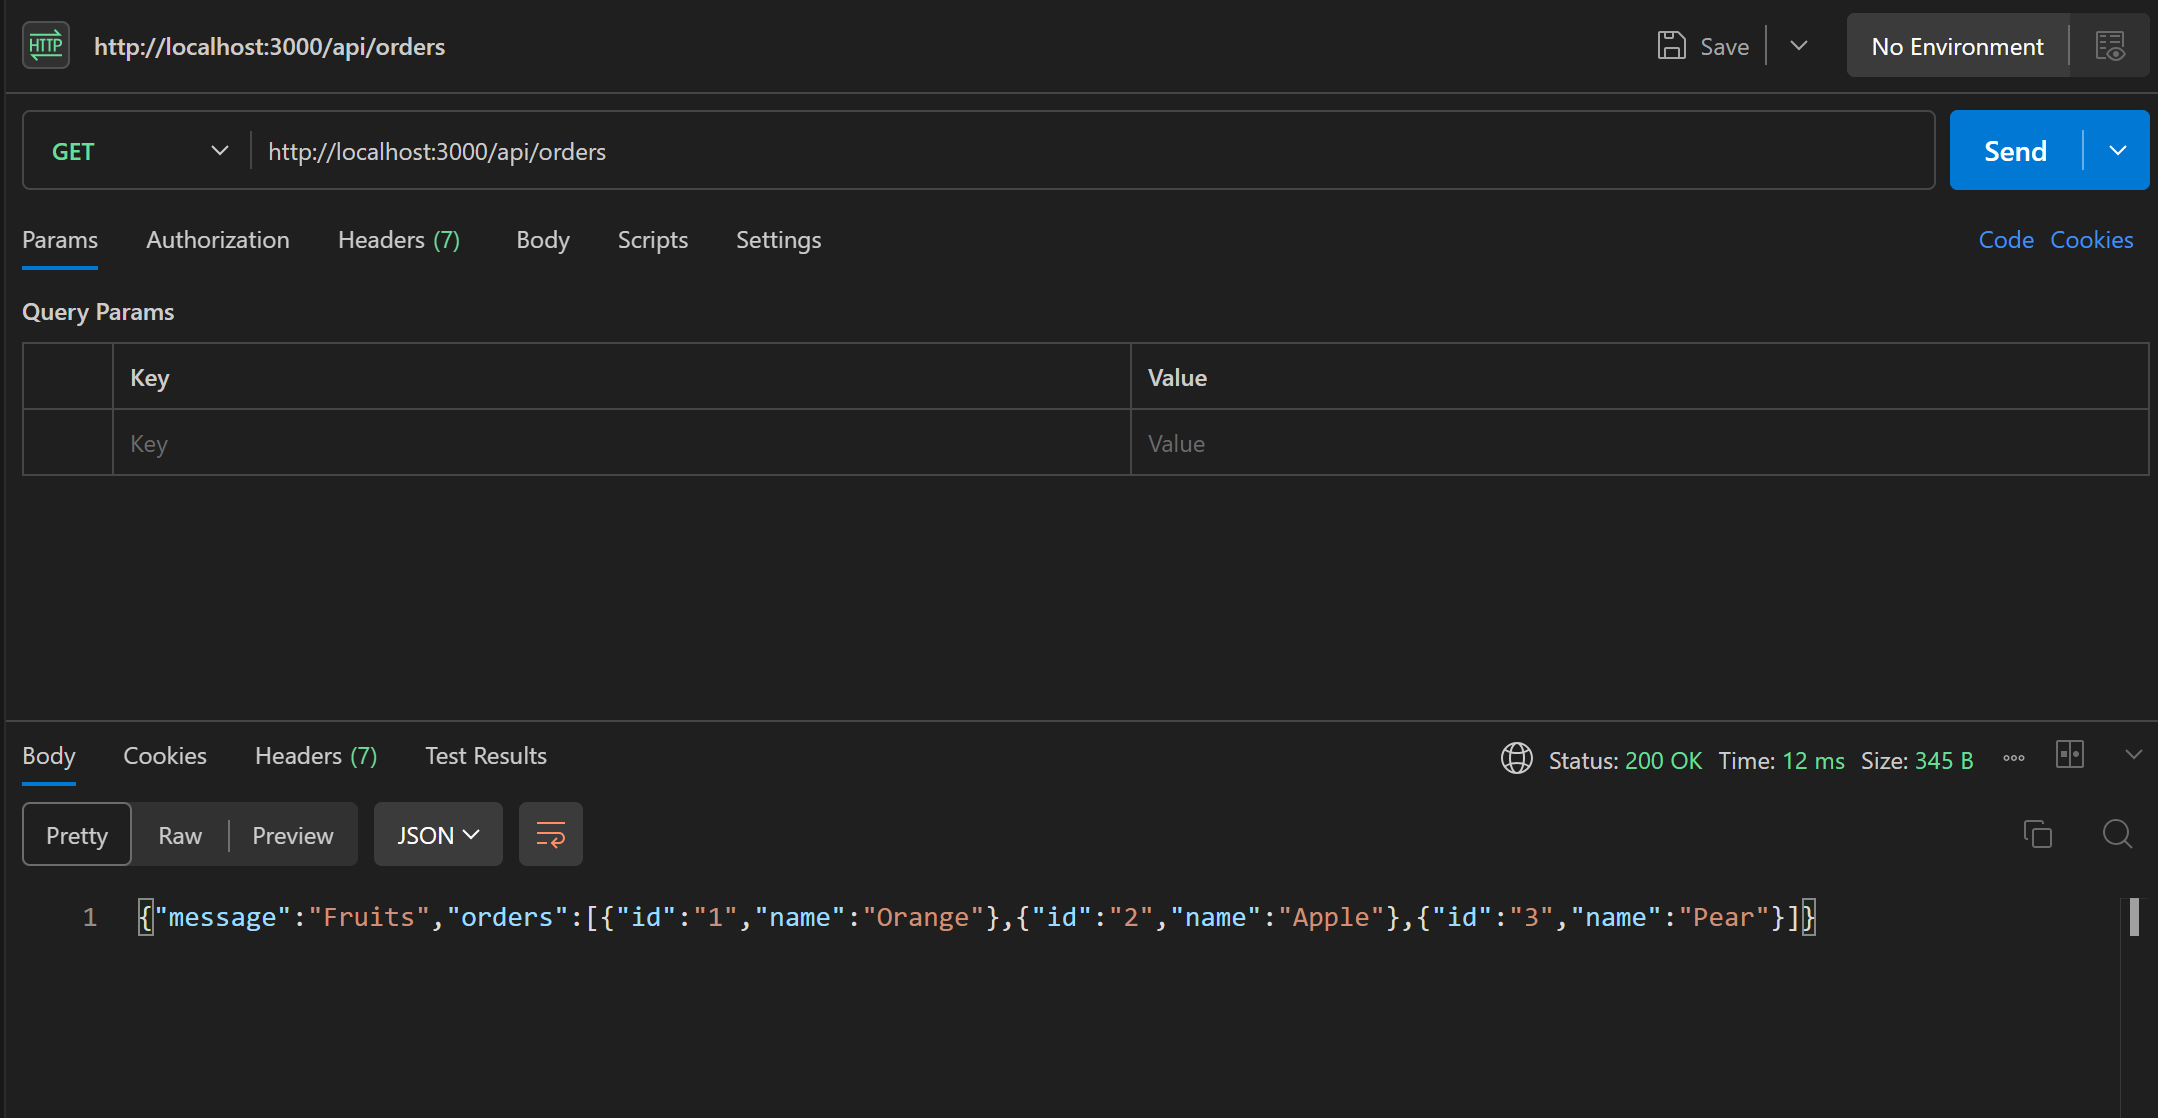 HTTP http://localhost:3000/api/orders Save No Environment
GET http://localhost:3000/api/orders Send
Params Authorization Headers (7) Body Scripts Settings Code Cookies
Query Params
Key Value
Key Value
Body Cookies Headers (7) Test Results Status: 200 OK Time: 12 ms Size: 345 B
Pretty Raw Preview JSON
1 {"message":"Fruits","orders":[{"id":"1","name":"Orange"},{"id":"2","name":"Apple"},{"id":"3","name":"Pear"}]}